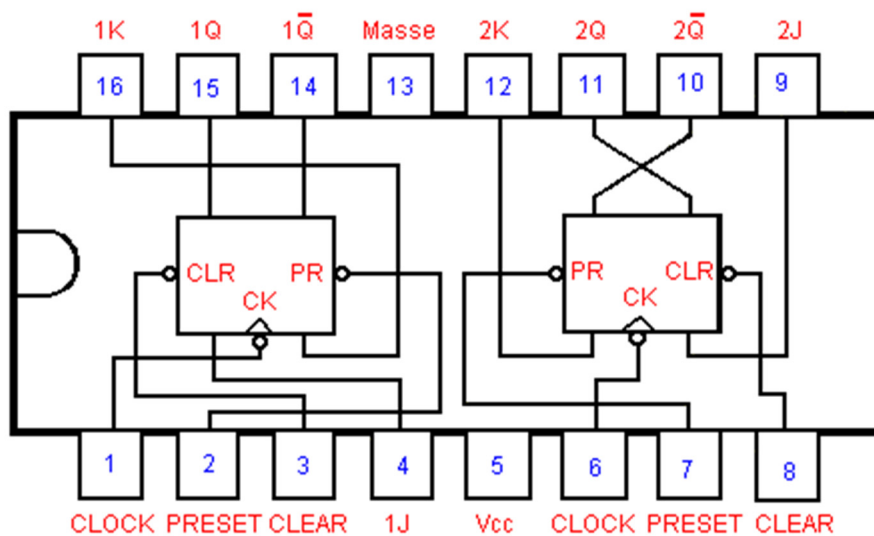 1K 1Q 1Q̅ Masse 2K 2Q 2Q̅ 2J
16 15 14 13 12 11 10 9
CLR PR PR CLR
CK CK
1 2 3 4 5 6 7 8
CLOCK PRESET CLEAR 1J Vcc CLOCK PRESET CLEAR